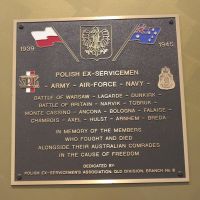 1939 1945
POLISH EX-SERVICEMEN
- ARMY - AIR-FORCE - NAVY -
BATTLE OF WARSAW - LAGARDE - DUNKIRK -
BATTLE OF BRITAIN - NARVIK - TOBRUK -
MONTE CASSINO - ANCONA - BOLOGNA - FALAISE -
CHAMBOIS - AXEL - HULST - ARNHEM - BREDA
IN MEMORY OF THE MEMBERS
WHO FOUGHT AND DIED
ALONGSIDE THEIR AUSTRALIAN COMRADES
IN THE CAUSE OF FREEDOM
DEDICATED BY
POLISH EX-SERVICEMEN'S ASSOCIATION, QLD DIVISION, BRANCH No.8